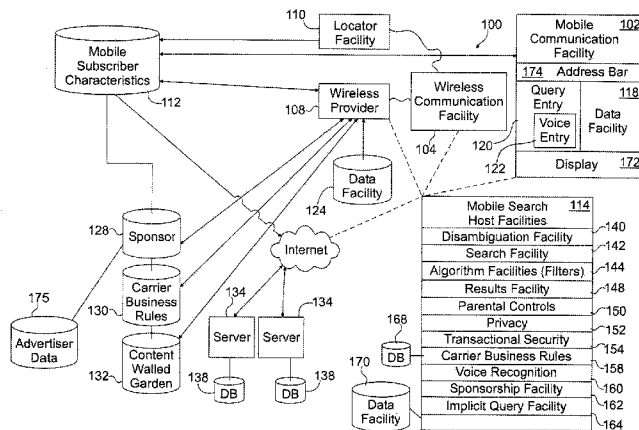 110
Locator
Facility
100
Mobile
Communication
Facility
102
174
Address Bar
Query
Entry
118
Voice
Entry
Data
Facility
120
122
Display
172
Mobile
Subscriber
Characteristics
112
Wireless
Provider
108
Wireless
Communication
Facility
104
Data
Facility
124
Internet
128
Sponsor
130
Carrier
Business
Rules
132
Content
Walled
Garden
175
Advertiser
Data
134
Server
134
Server
DB
138
DB
138
Mobile Search
Host Facilities
114
140
Disambiguation Facility
142
Search Facility
144
Algorithm Facilities (Filters)
148
Results Facility
150
Parental Controls
152
Privacy
154
Transactional Security
158
Carrier Business Rules
Voice Recognition
160
Sponsorship Facility
162
Implicit Query Facility
164
168
DB
170
Data
Facility